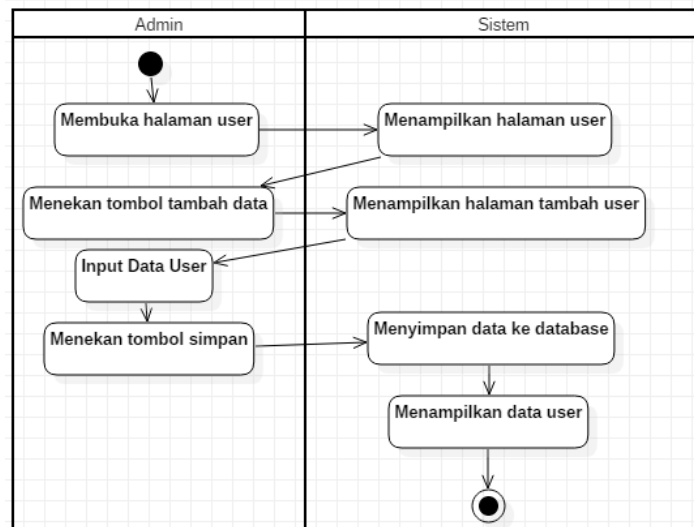 Admin
Sistem
Membuka halaman user
Menampilkan halaman user
Menekan tombol tambah data
Menampilkan halaman tambah user
Input Data User
Menekan tombol simpan
Menyimpan data ke database
Menampilkan data user